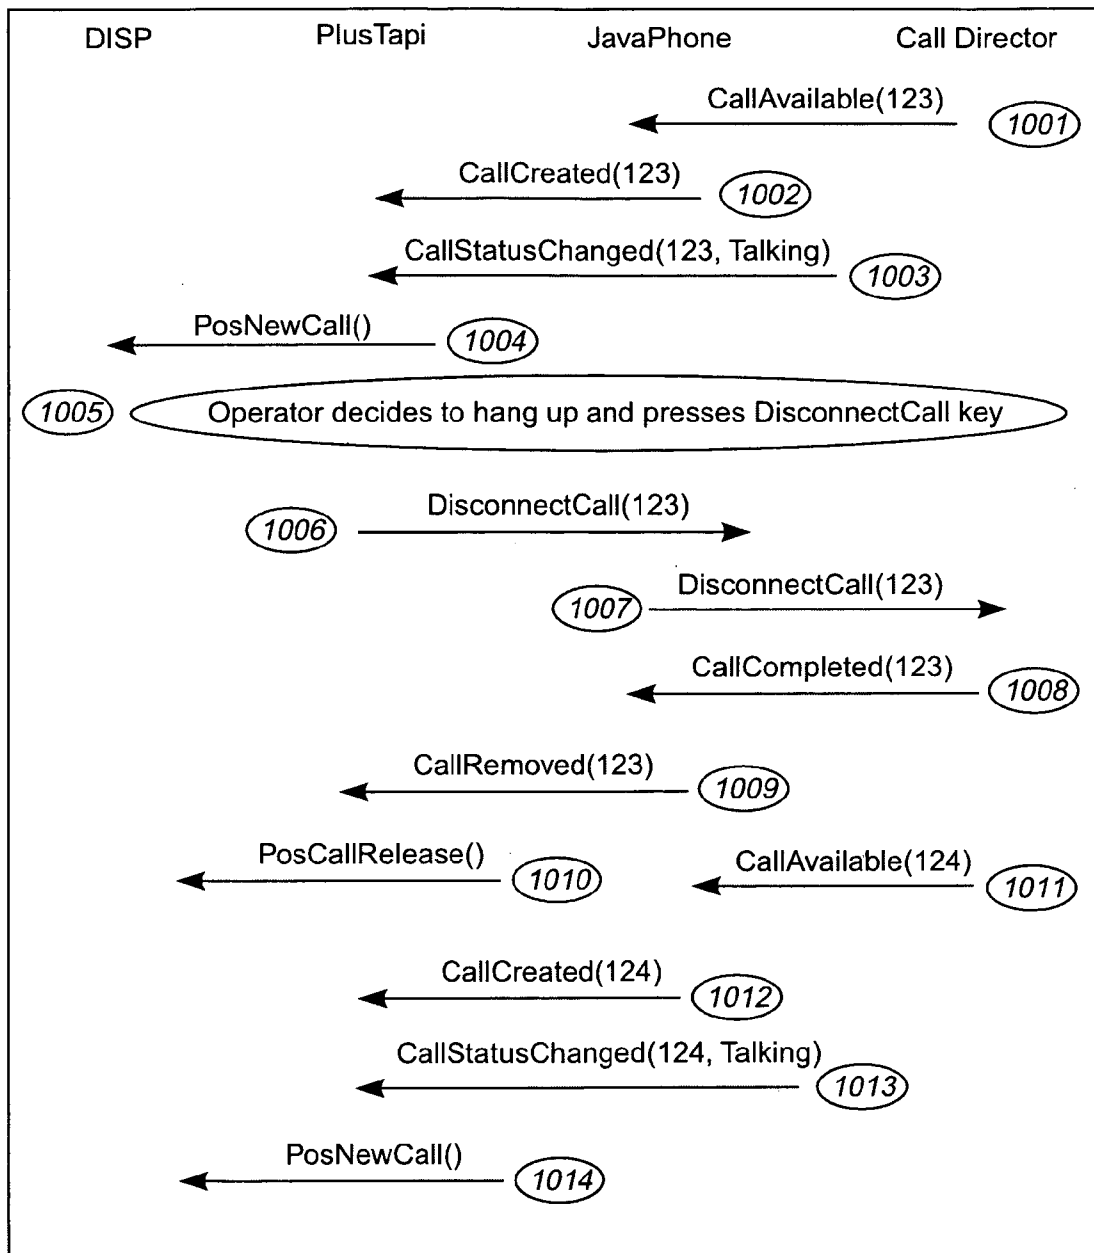 DISP PlusTapi JavaPhone Call Director
CallAvailable(123)
1001
CallCreated(123)
1002
CallStatusChanged(123, Talking)
1003
PosNewCall()
1004
1005 Operator decides to hang up and presses DisconnectCall key
DisconnectCall(123)
1006
DisconnectCall(123)
1007
CallCompleted(123)
1008
CallRemoved(123)
1009
PosCallRelease()
1010
CallAvailable(124)
1011
CallCreated(124)
1012
CallStatusChanged(124, Talking)
1013
PosNewCall()
1014